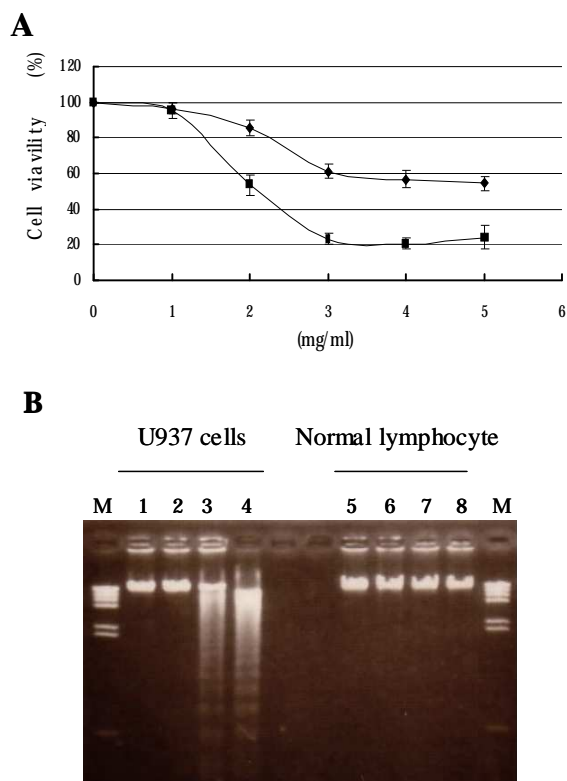 A
Cell viavility (%)
120
100
80
60
40
20
0
0 1 2 3 4 5 6
(mg/ml)
B
U937 cells Normal lymphocyte
M 1 2 3 4 5 6 7 8 M